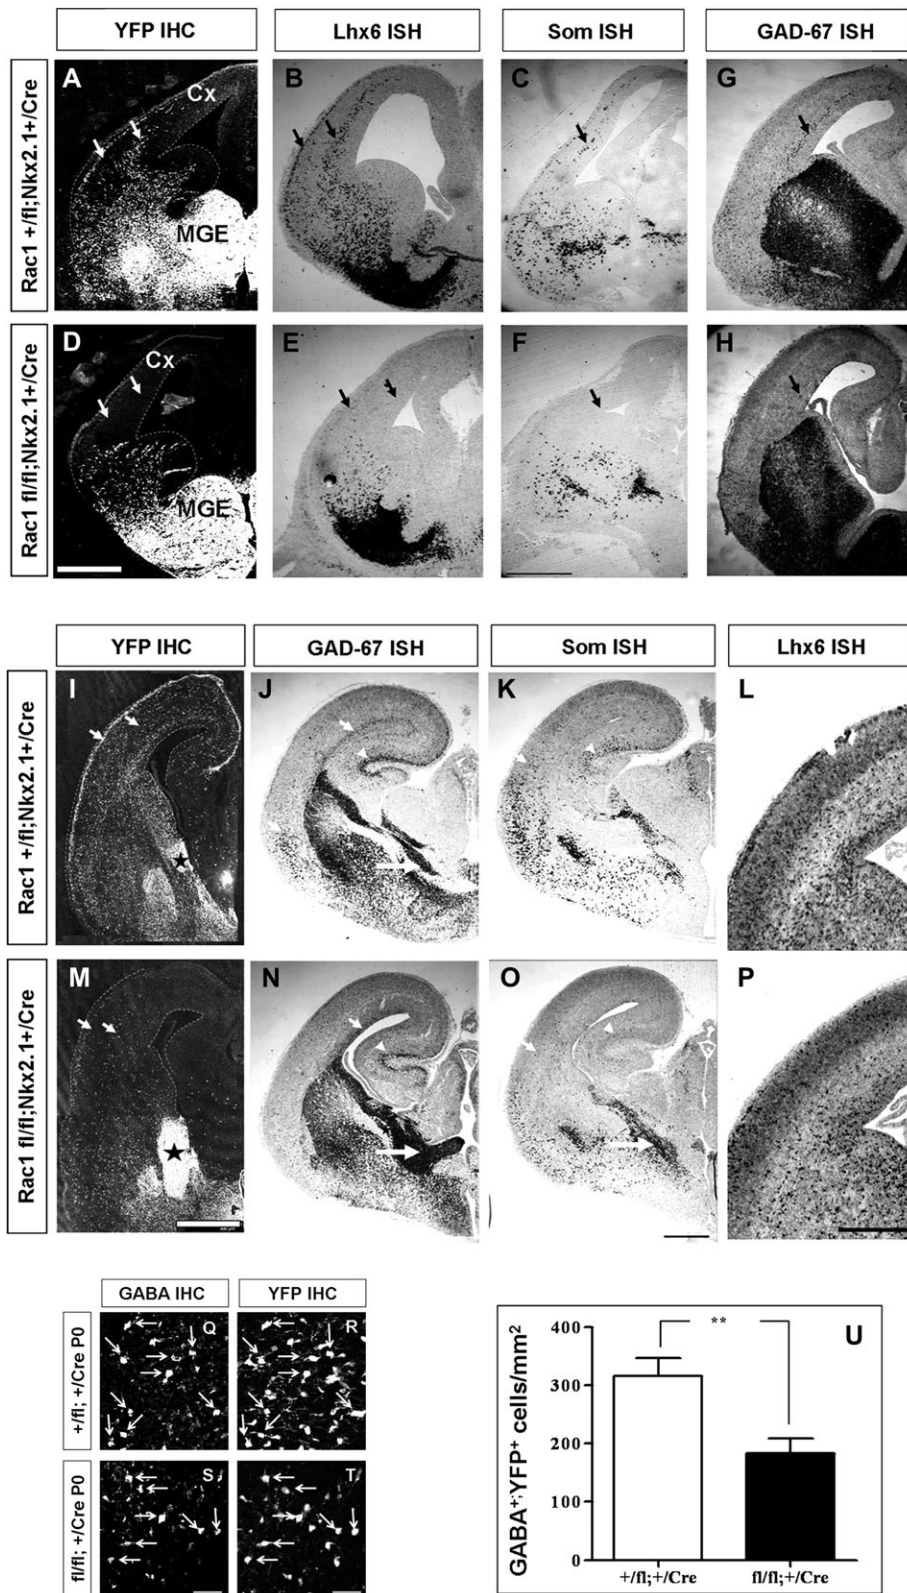 YFP IHC Lhx6 ISH Som ISH GAD-67 ISH
Rac1 +/fl;Nkx2.1+/Cre
A Cx MGE B C G
Rac1 fl/fl;Nkx2.1+/Cre
D Cx MGE E F H
YFP IHC GAD-67 ISH Som ISH Lhx6 ISH
Rac1 +/fl;Nkx2.1+/Cre
I J K L
Rac1 fl/fl;Nkx2.1+/Cre
M N O P
GABA IHC YFP IHC
+/fl; +/Cre P0
Q R
fl/fl; +/Cre P0
S T
U
**
GABA+;YFP+ cells/mm2
400
300
200
100
0
+/fl;+/Cre fl/fl;+/Cre